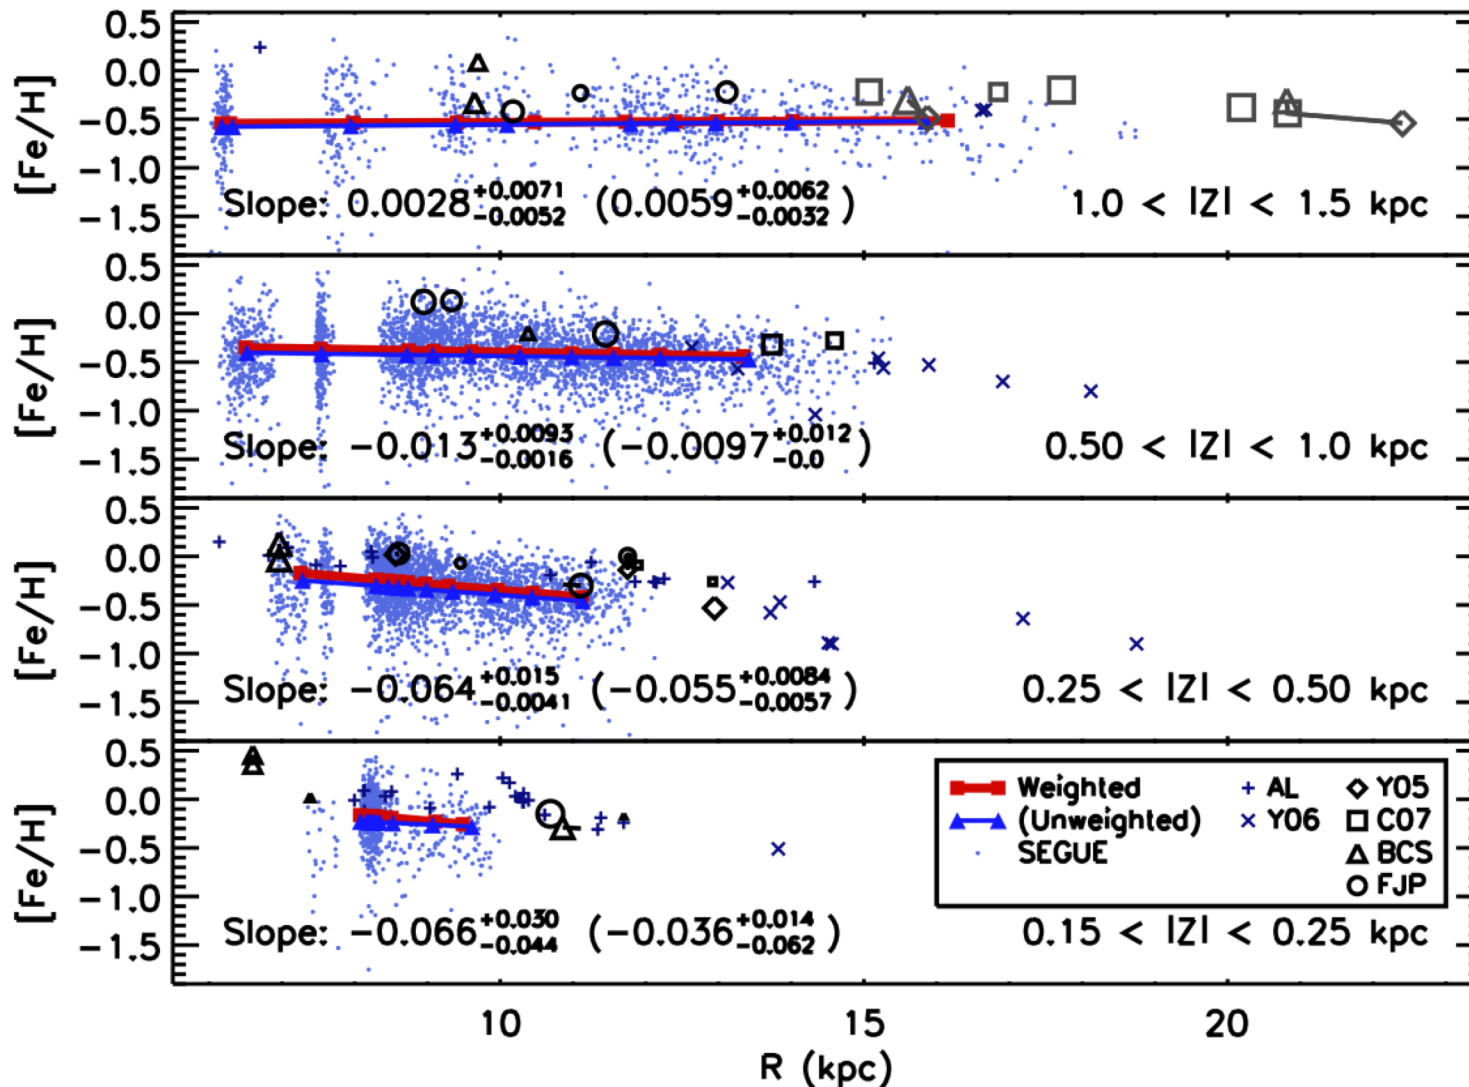 [Fe/H]
0.5
0.0
−0.5
−1.0
−1.5
Slope: 0.0028 +0.0071 −0.0052 (0.0059 +0.0062 −0.0032)
1.0 < |Z| < 1.5 kpc
[Fe/H]
0.5
0.0
−0.5
−1.0
−1.5
Slope: −0.013 +0.0093 −0.0016 (−0.0097 +0.012 −0.0)
0.50 < |Z| < 1.0 kpc
[Fe/H]
0.5
0.0
−0.5
−1.0
−1.5
Slope: −0.064 +0.015 −0.0041 (−0.055 +0.0084 −0.0057)
0.25 < |Z| < 0.50 kpc
[Fe/H]
0.5
0.0
−0.5
−1.0
−1.5
Weighted
(Unweighted)
SEGUE
AL
Y06
Y05
C07
BCS
FJP
Slope: −0.066 +0.030 −0.044 (−0.036 +0.014 −0.062)
0.15 < |Z| < 0.25 kpc
10 15 20
R (kpc)